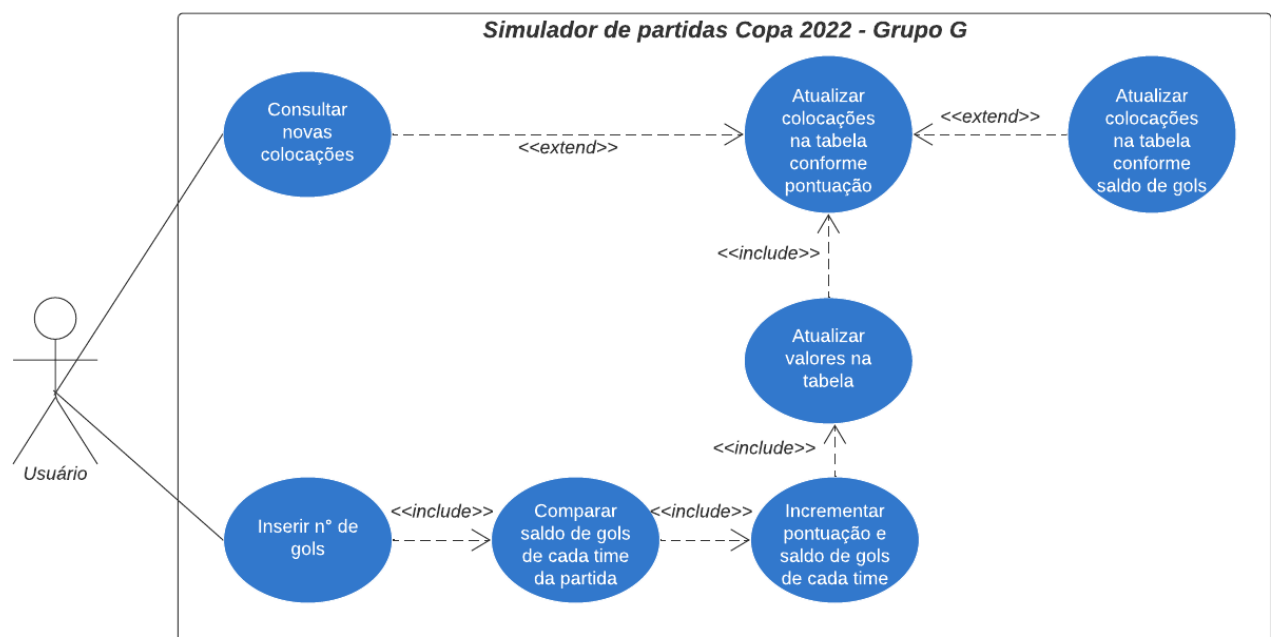 Simulador de partidas Copa 2022 - Grupo G
Consultar
novas
colocações
<<extend>>
Atualizar
colocações
na tabela
conforme
pontuação
<<extend>>
Atualizar
colocações
na tabela
conforme
saldo de gols
<<include>>
Atualizar
valores na
tabela
<<include>>
Usuário
Inserir n° de
gols
<<include>>
Comparar
saldo de gols
de cada time
da partida
<<include>>
Incrementar
pontuação e
saldo de gols
de cada time